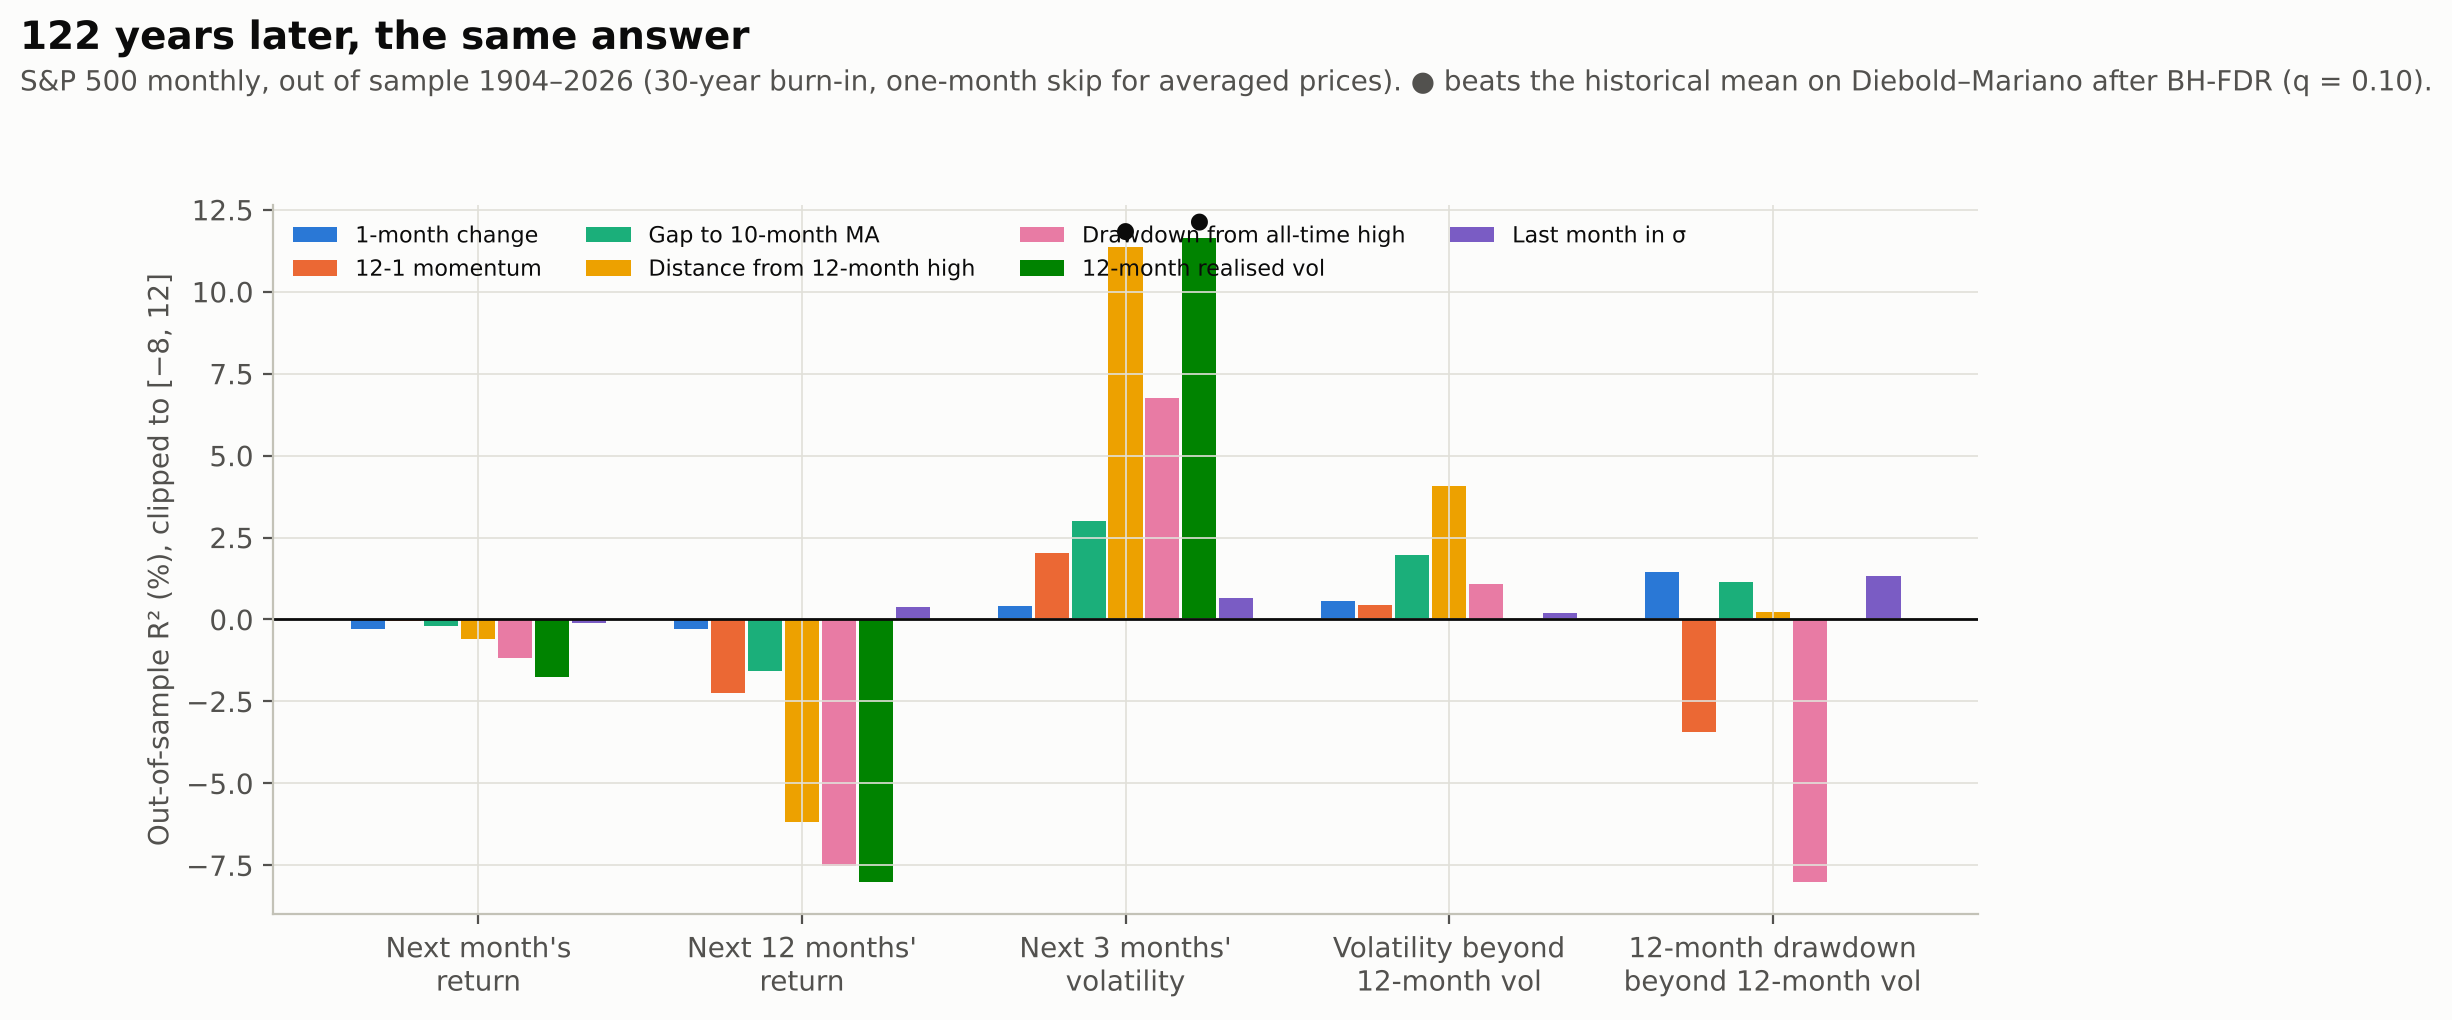 122 years later, the same answer
S&P 500 monthly, out of sample 1904–2026 (30-year burn-in, one-month skip for averaged prices). ● beats the historical mean on Diebold–Mariano after BH-FDR (q = 0.10).
1-month change
12-1 momentum
Gap to 10-month MA
Distance from 12-month high
Drawdown from all-time high
12-month realised vol
Last month in σ
Out-of-sample R² (%), clipped to [−8, 12]
12.5
10.0
7.5
5.0
2.5
0.0
−2.5
−5.0
−7.5
Next month's
return
Next 12 months'
return
Next 3 months'
volatility
Volatility beyond
12-month vol
12-month drawdown
beyond 12-month vol